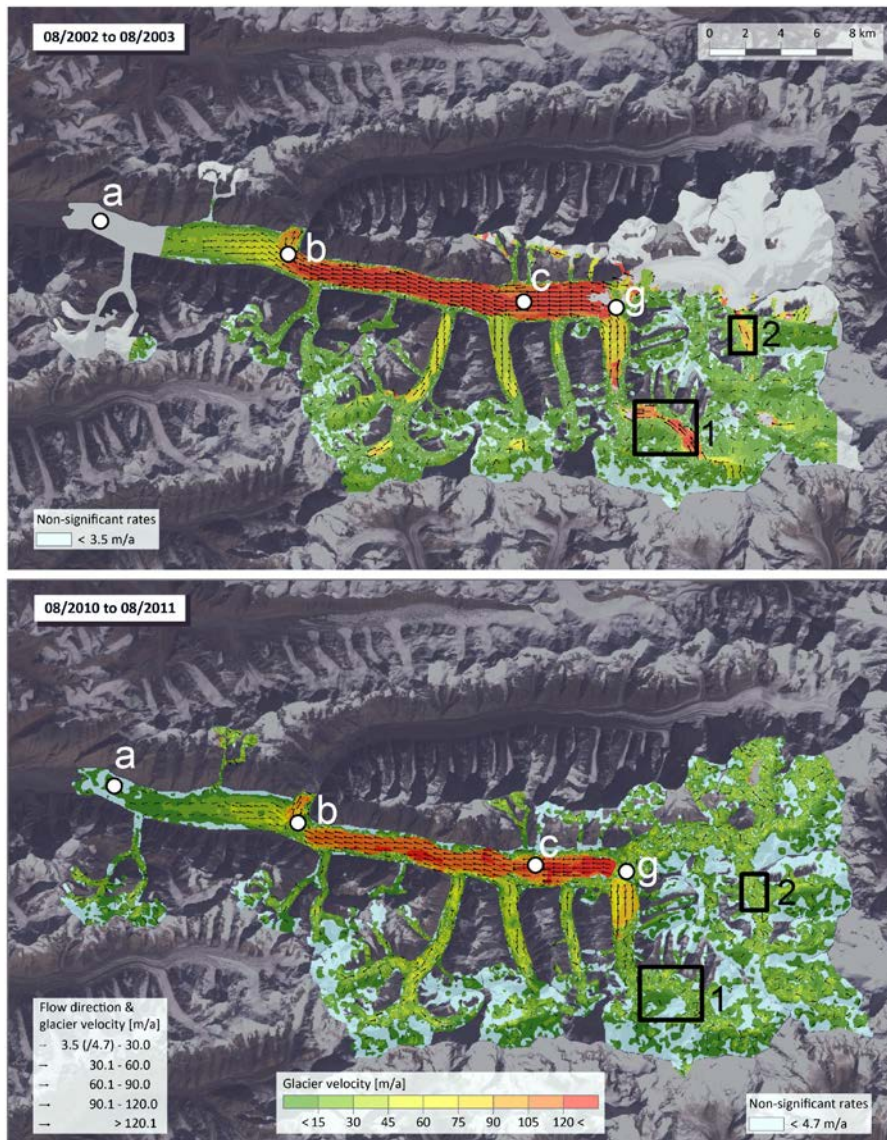 08/2002 to 08/2003
0 2 4 6 8 km
a
b
c
g
2
1
Non-significant rates
< 3.5 m/a
08/2010 to 08/2011
a
b
c
g
2
1
Flow direction &
glacier velocity [m/a]
3.5 (/4.7) - 30.0
30.1 - 60.0
60.1 - 90.0
90.1 - 120.0
> 120.1
Glacier velocity [m/a]
<15 30 45 60 75 90 105 120<
Non-significant rates
< 4.7 m/a